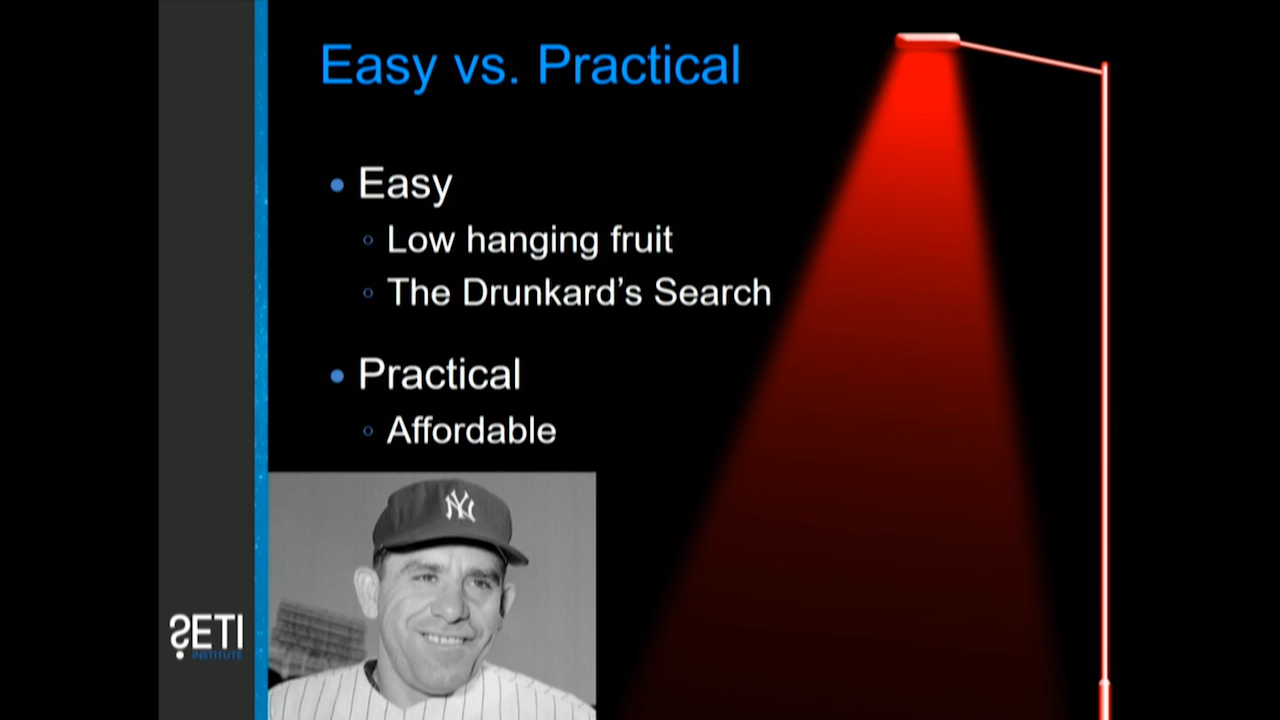 Easy vs. Practical
Easy
Low hanging fruit
The Drunkard’s Search
Practical
Affordable
NY
SETI
INSTITUTE